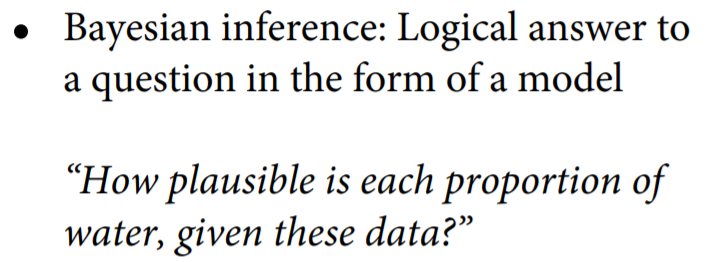 • Bayesian inference: Logical answer to
a question in the form of a model
“How plausible is each proportion of
water, given these data?”